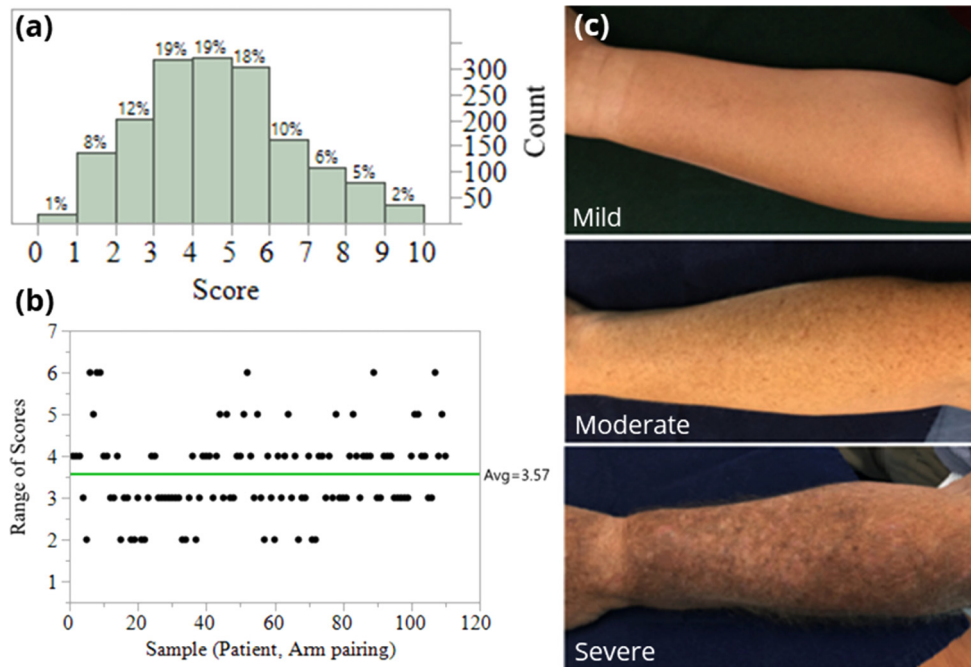 (a)
1%
8%
12%
19%
19%
18%
10%
6%
5%
2%
300
250
200
150
100
50
Count
0 1 2 3 4 5 6 7 8 9 10
Score
(b)
7
6
5
4
3
2
1
Range of Scores
Avg=3.57
0 20 40 60 80 100 120
Sample (Patient, Arm pairing)
(c)
Mild
Moderate
Severe